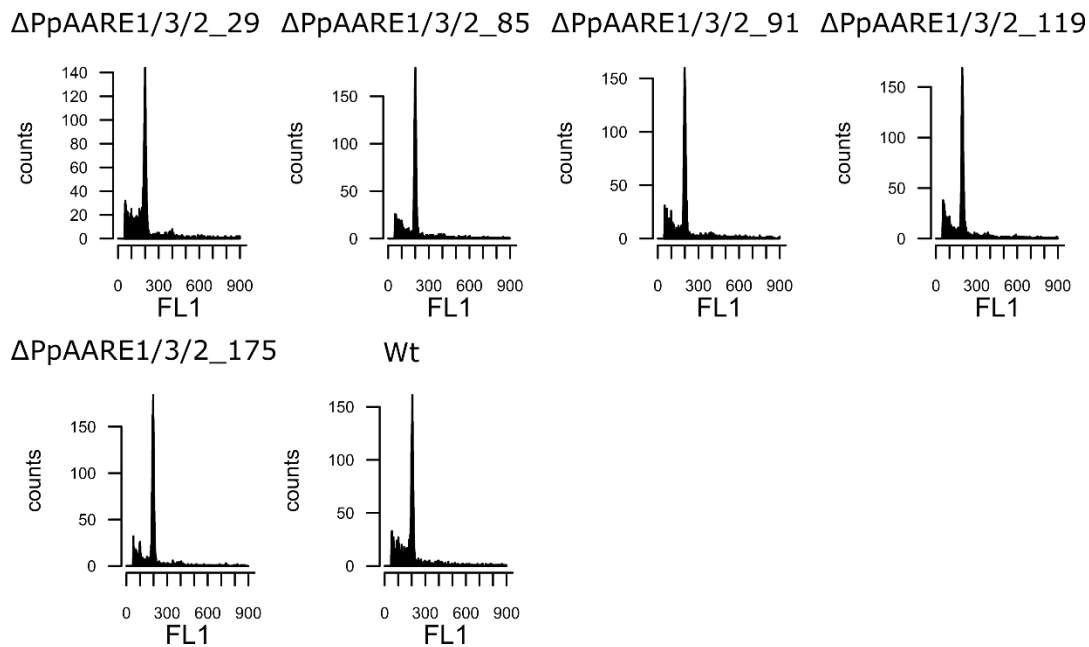 ΔPpAARE1/3/2_29 ΔPpAARE1/3/2_85 ΔPpAARE1/3/2_91 ΔPpAARE1/3/2_119
counts
140
120
100
80
60
40
20
0
0 300 600 900
FL1
counts
150
100
50
0
0 300 600 900
FL1
counts
150
100
50
0
0 300 600 900
FL1
counts
150
100
50
0
0 300 600 900
FL1
ΔPpAARE1/3/2_175 Wt
counts
150
100
50
0
0 300 600 900
FL1
counts
150
100
50
0
0 300 600 900
FL1